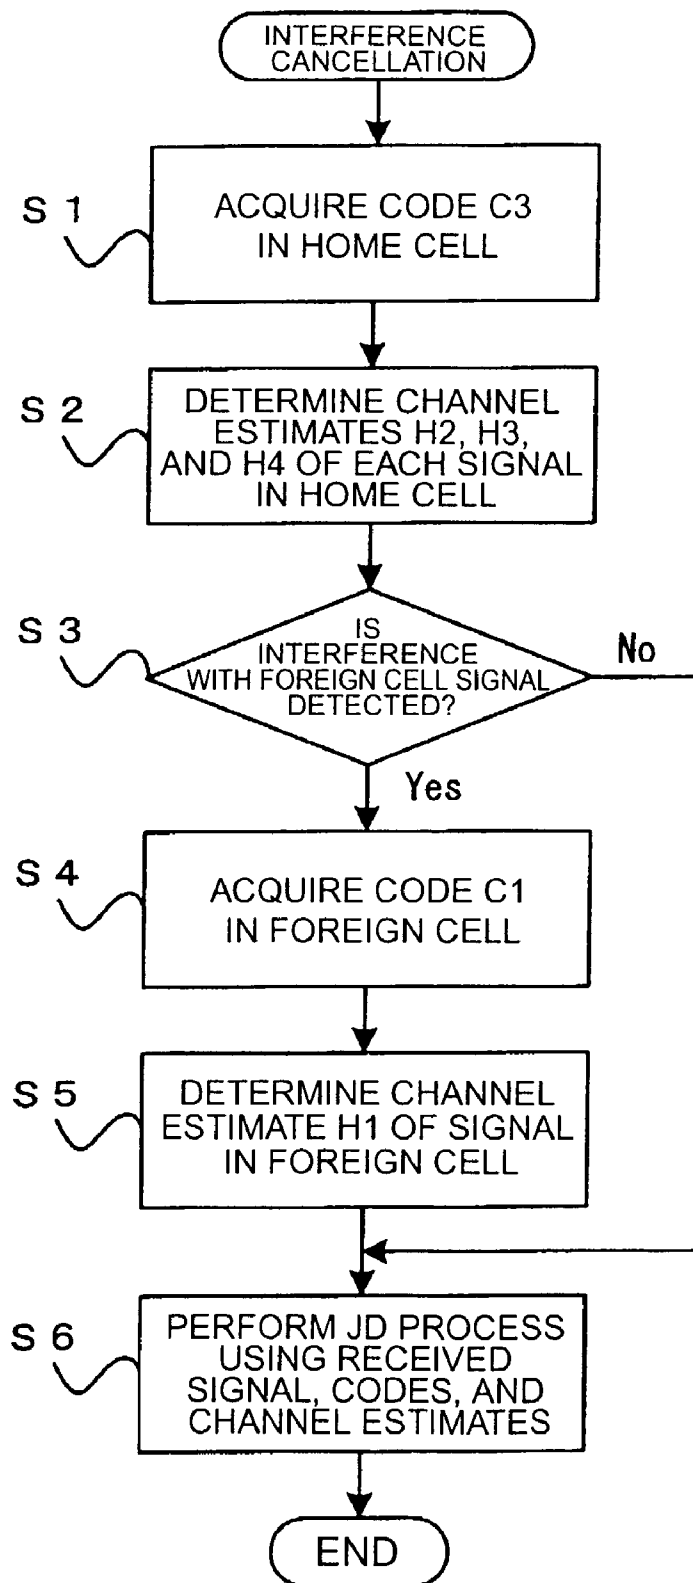 INTERFERENCE
CANCELLATION
S 1
ACQUIRE CODE C3
IN HOME CELL
S 2
DETERMINE CHANNEL
ESTIMATES H2, H3,
AND H4 OF EACH SIGNAL
IN HOME CELL
S 3
IS
INTERFERENCE
WITH FOREIGN CELL SIGNAL
DETECTED?
No
Yes
S 4
ACQUIRE CODE C1
IN FOREIGN CELL
S 5
DETERMINE CHANNEL
ESTIMATE H1 OF SIGNAL
IN FOREIGN CELL
S 6
PERFORM JD PROCESS
USING RECEIVED
SIGNAL, CODES, AND
CHANNEL ESTIMATES
END